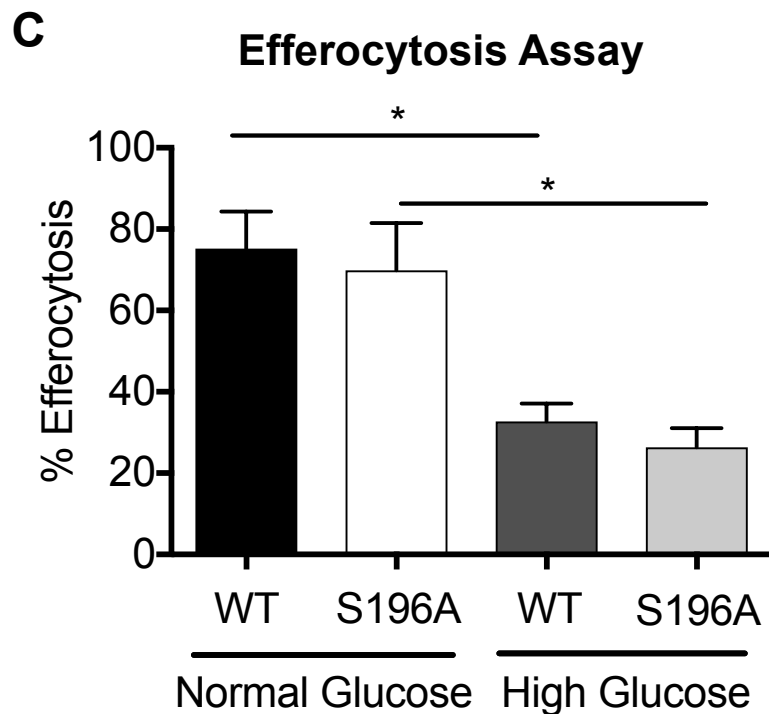 C
Efferocytosis Assay
*
*
% Efferocytosis
100
80
60
40
20
0
WT S196A WT S196A
Normal Glucose High Glucose